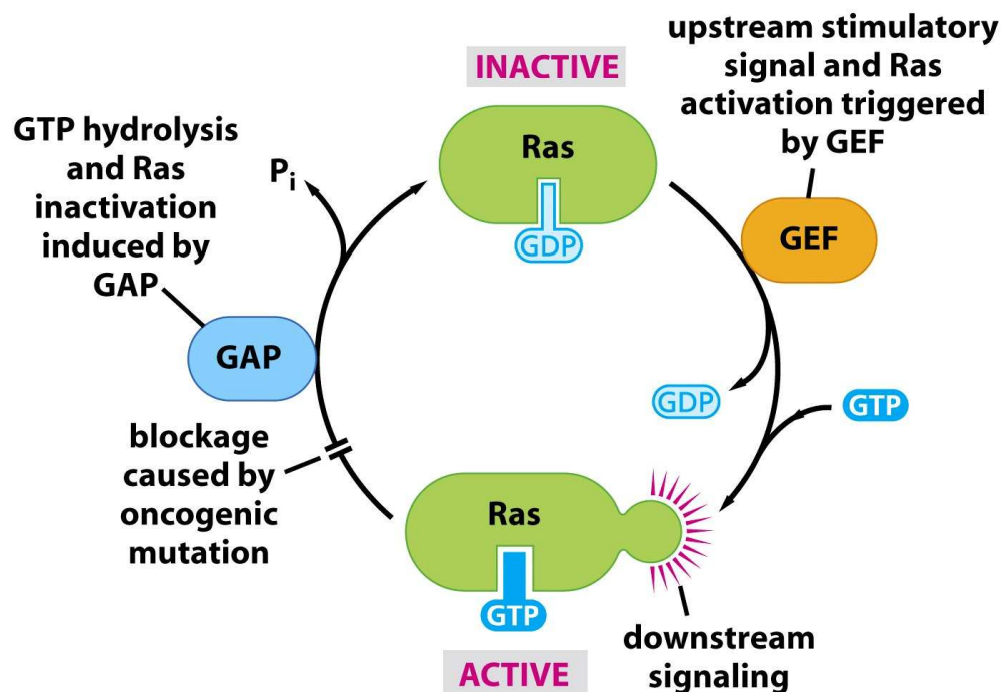 upstream stimulatory
signal and Ras
activation triggered
by GEF
INACTIVE
GTP hydrolysis
and Ras
inactivation
induced by
GAP
Pi
Ras
GDP
GEF
GAP
GDP
GTP
blockage
caused by
oncogenic
mutation
Ras
GTP
ACTIVE
downstream
signaling